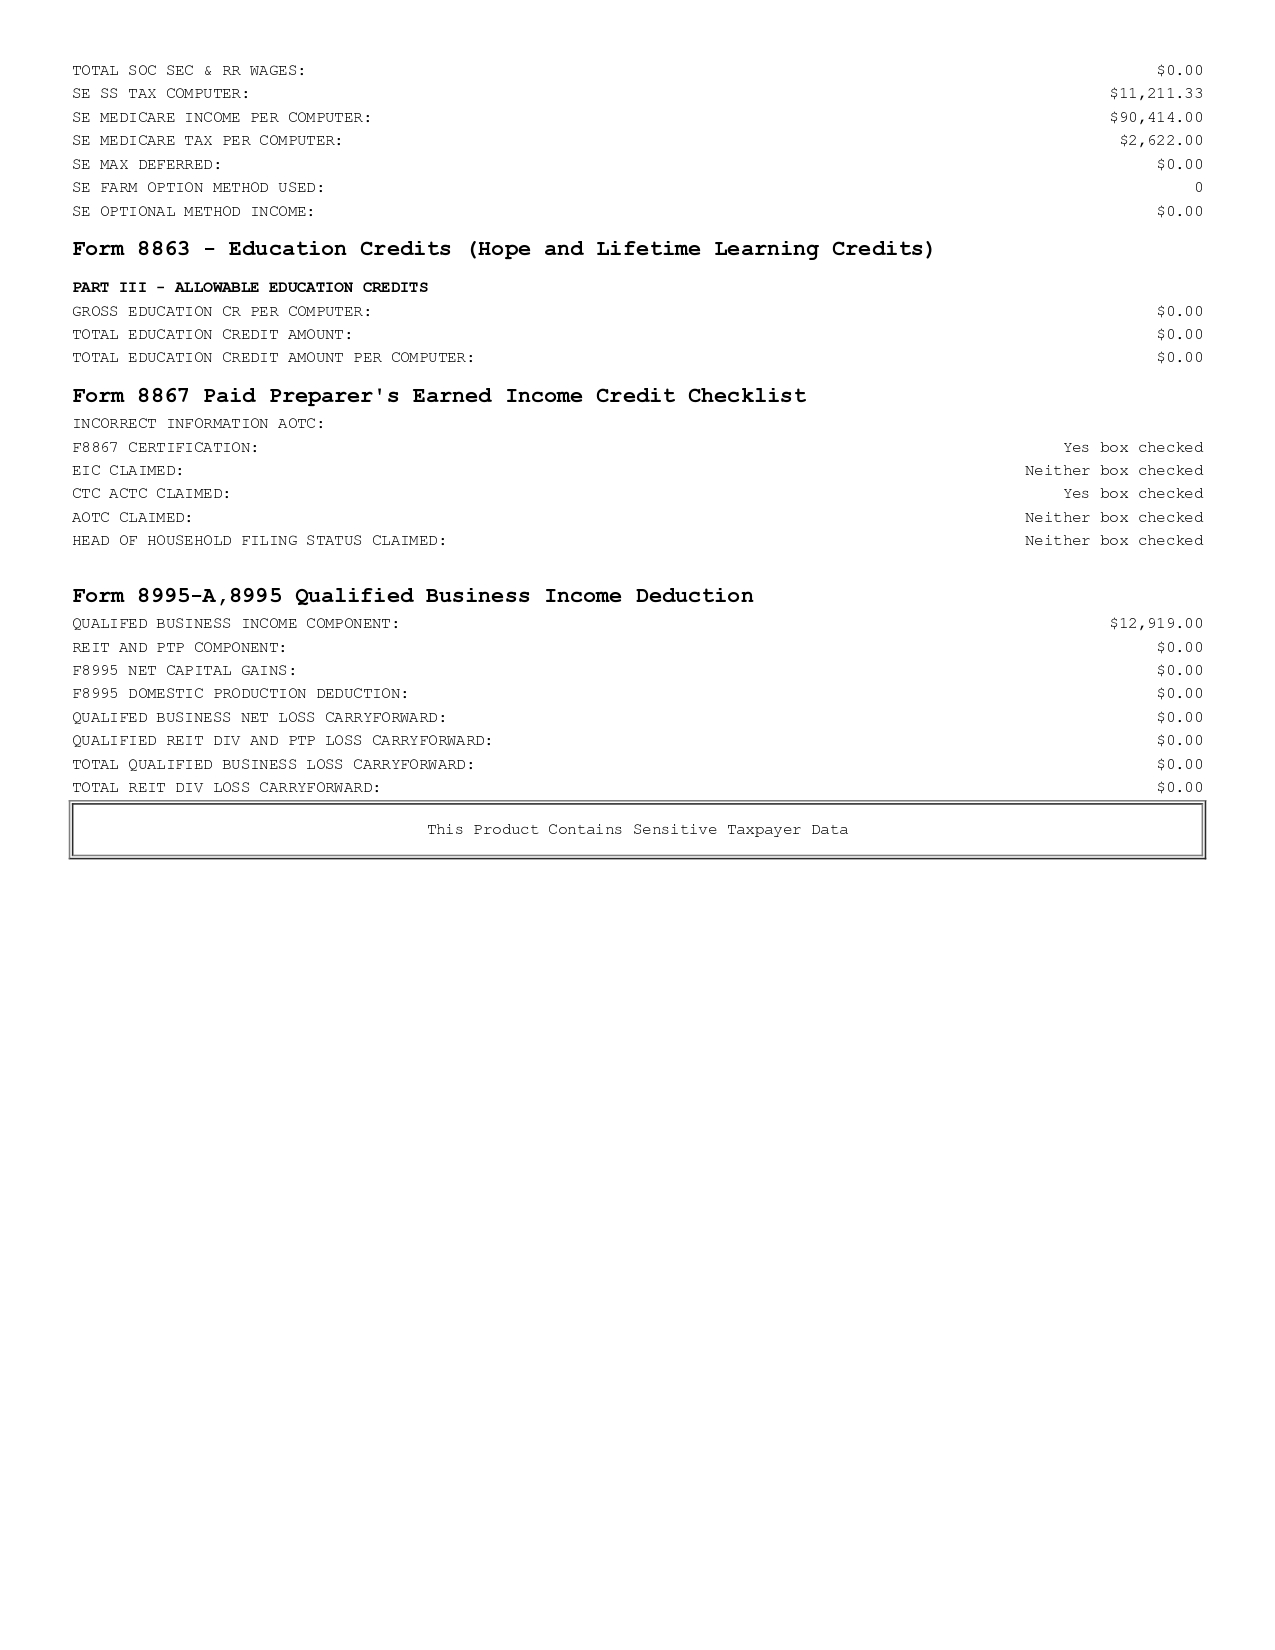 TOTAL SOC SEC & RR WAGES: $0.00
SE SS TAX COMPUTER: $11,211.33
SE MEDICARE INCOME PER COMPUTER: $90,414.00
SE MEDICARE TAX PER COMPUTER: $2,622.00
SE MAX DEFERRED: $0.00
SE FARM OPTION METHOD USED: 0
SE OPTIONAL METHOD INCOME: $0.00
Form 8863 - Education Credits (Hope and Lifetime Learning Credits)
PART III - ALLOWABLE EDUCATION CREDITS
GROSS EDUCATION CR PER COMPUTER: $0.00
TOTAL EDUCATION CREDIT AMOUNT: $0.00
TOTAL EDUCATION CREDIT AMOUNT PER COMPUTER: $0.00
Form 8867 Paid Preparer's Earned Income Credit Checklist
INCORRECT INFORMATION AOTC:
F8867 CERTIFICATION: Yes box checked
EIC CLAIMED: Neither box checked
CTC ACTC CLAIMED: Yes box checked
AOTC CLAIMED: Neither box checked
HEAD OF HOUSEHOLD FILING STATUS CLAIMED: Neither box checked
Form 8995-A,8995 Qualified Business Income Deduction
QUALIFED BUSINESS INCOME COMPONENT: $12,919.00
REIT AND PTP COMPONENT: $0.00
F8995 NET CAPITAL GAINS: $0.00
F8995 DOMESTIC PRODUCTION DEDUCTION: $0.00
QUALIFED BUSINESS NET LOSS CARRYFORWARD: $0.00
QUALIFIED REIT DIV AND PTP LOSS CARRYFORWARD: $0.00
TOTAL QUALIFIED BUSINESS LOSS CARRYFORWARD: $0.00
TOTAL REIT DIV LOSS CARRYFORWARD: $0.00
This Product Contains Sensitive Taxpayer Data